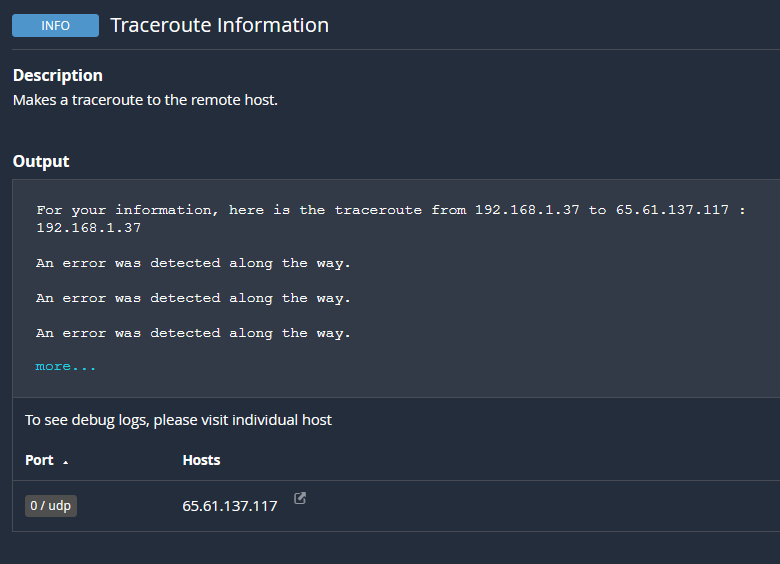 INFO Traceroute Information
Description
Makes a traceroute to the remote host.
Output
For your information, here is the traceroute from 192.168.1.37 to 65.61.137.117 :
192.168.1.37
An error was detected along the way.
An error was detected along the way.
An error was detected along the way.
more...
To see debug logs, please visit individual host
Port Hosts
0 / udp 65.61.137.117